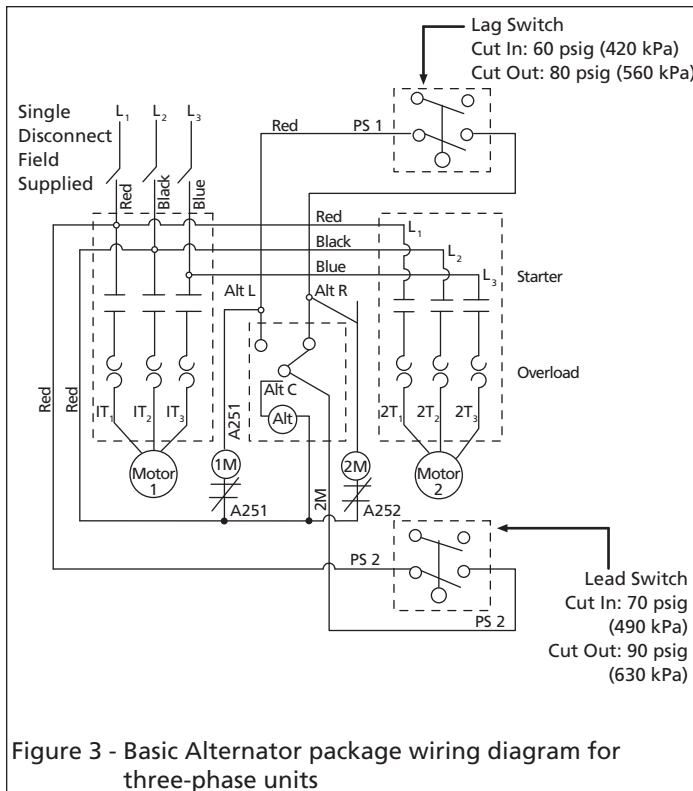 Lag Switch
Cut In: 60 psig (420 kPa)
Cut Out: 80 psig (560 kPa)
Single
Disconnect
Field
Supplied
L1
L2
L3
Red
Black
Blue
Red
PS 1
Red
Black
Blue
L1
L2
L3
Starter
Alt L
Alt R
Overload
Red
Red
IT1
IT2
IT3
A251
Alt C
Alt
2T1
2T2
2T3
Motor
1
1M
2M
Motor
2
A251
2M
A252
PS 2
PS 2
Lead Switch
Cut In: 70 psig
(490 kPa)
Cut Out: 90 psig
(630 kPa)
Figure 3 - Basic Alternator package wiring diagram for
three-phase units